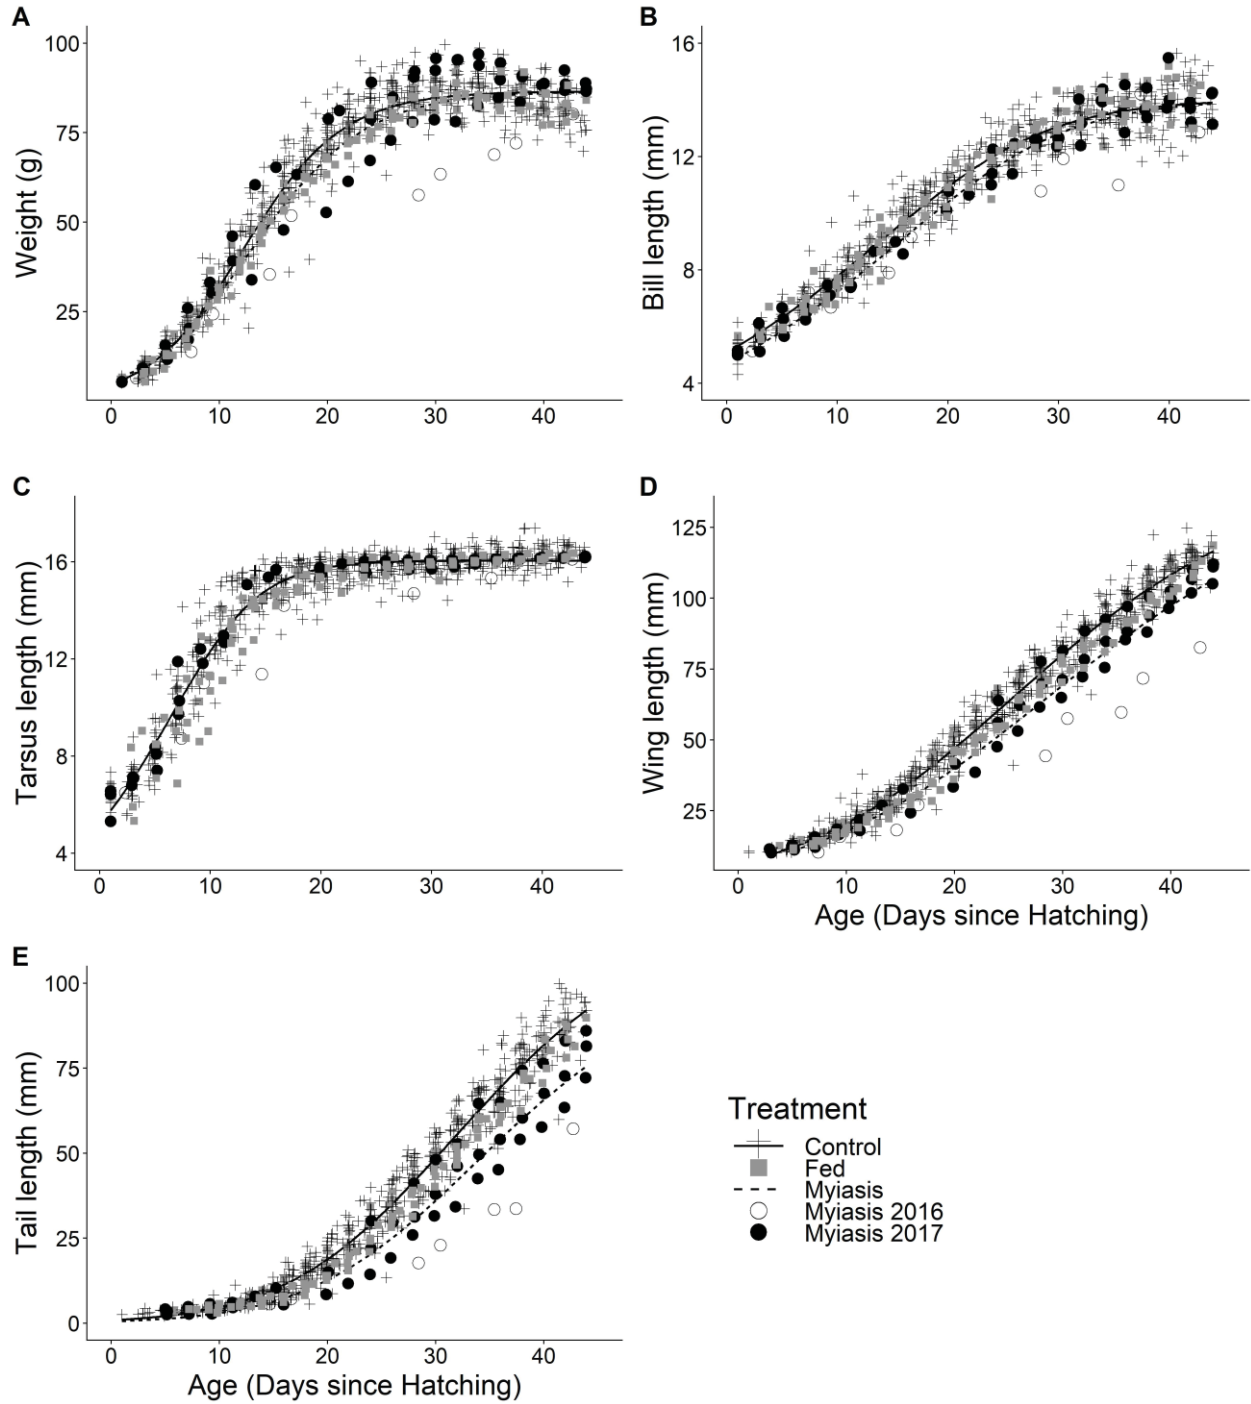 A
Weight (g)
100
75
50
25
0 10 20 30 40
B
Bill length (mm)
16
12
8
4
0 10 20 30 40
C
Tarsus length (mm)
16
12
8
4
0 10 20 30 40
D
Wing length (mm)
125
100
75
50
25
0 10 20 30 40
Age (Days since Hatching)
E
Tail length (mm)
100
75
50
25
0
0 10 20 30 40
Age (Days since Hatching)
Treatment
Control
Fed
Myiasis
Myiasis 2016
Myiasis 2017